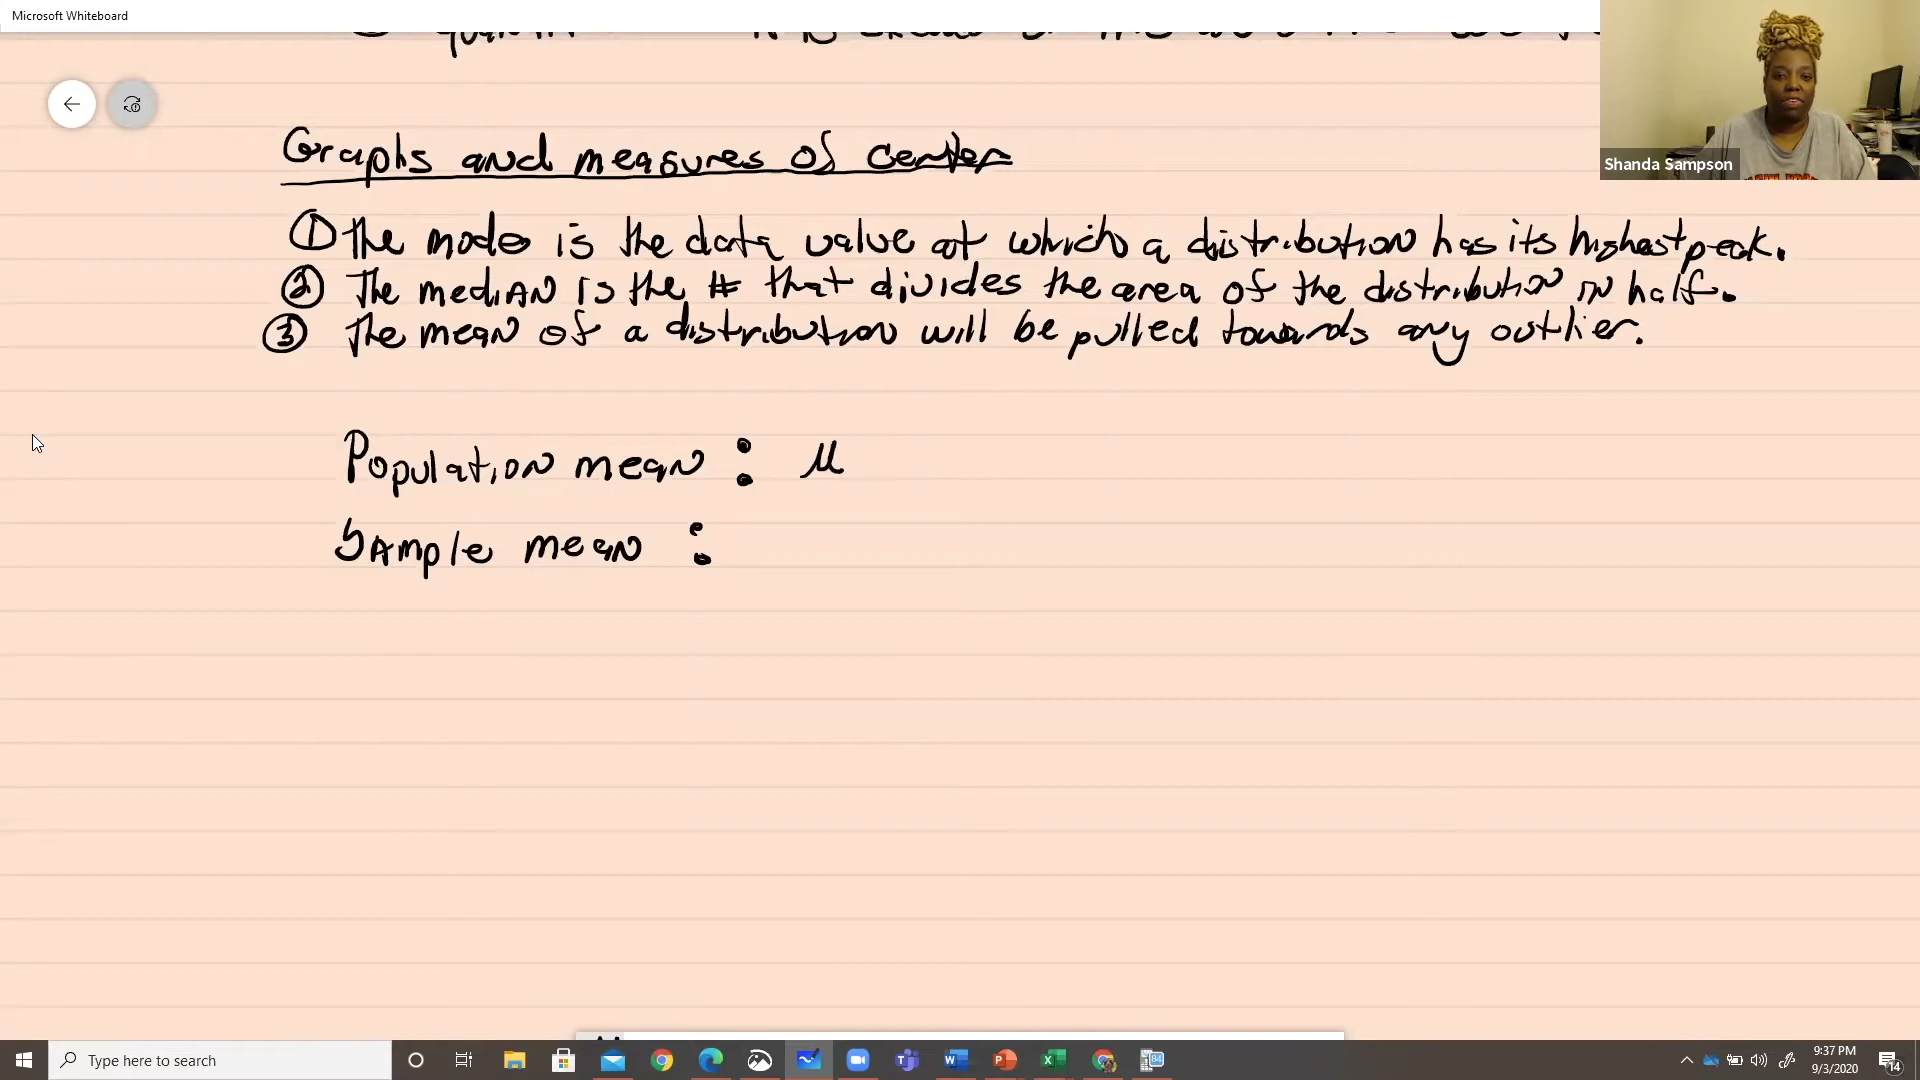 Microsoft Whiteboard
Graphs and measures of center
① The mode is the data value at which a distribution has its highest peak.
② The mediAN is the # that divides the area of the distribution in half.
③ The mean of a distribution will be pulled towards any outlier.
Population mean : μ
SAmple mean :
Shanda Sampson
Type here to search
9:37 PM
9/3/2020
14
84